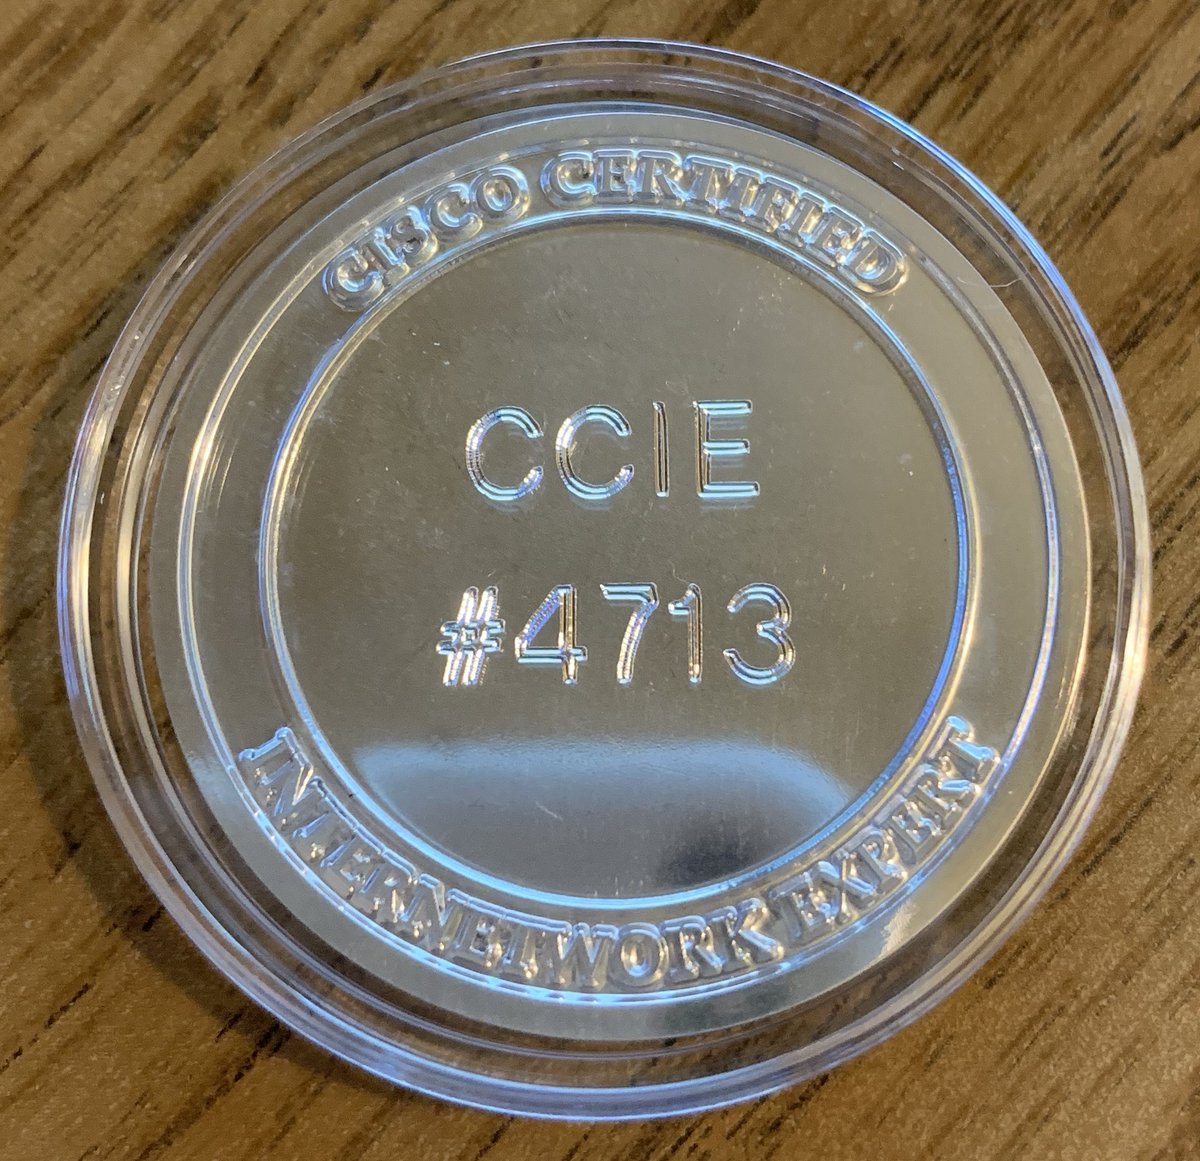 CISCO CERTIFIED
CCIE
#4713
INTERNETWORK EXPERT